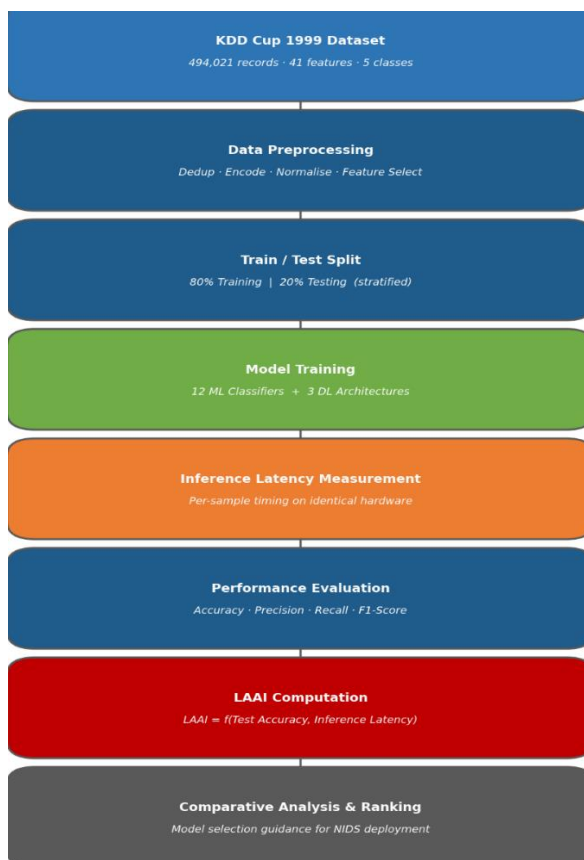 KDD Cup 1999 Dataset
494,021 records · 41 features · 5 classes
Data Preprocessing
Dedup · Encode · Normalise · Feature Select
Train / Test Split
80% Training | 20% Testing (stratified)
Model Training
12 ML Classifiers + 3 DL Architectures
Inference Latency Measurement
Per-sample timing on identical hardware
Performance Evaluation
Accuracy · Precision · Recall · F1-Score
LAAI Computation
LAAI = f(Test Accuracy, Inference Latency)
Comparative Analysis & Ranking
Model selection guidance for NIDS deployment